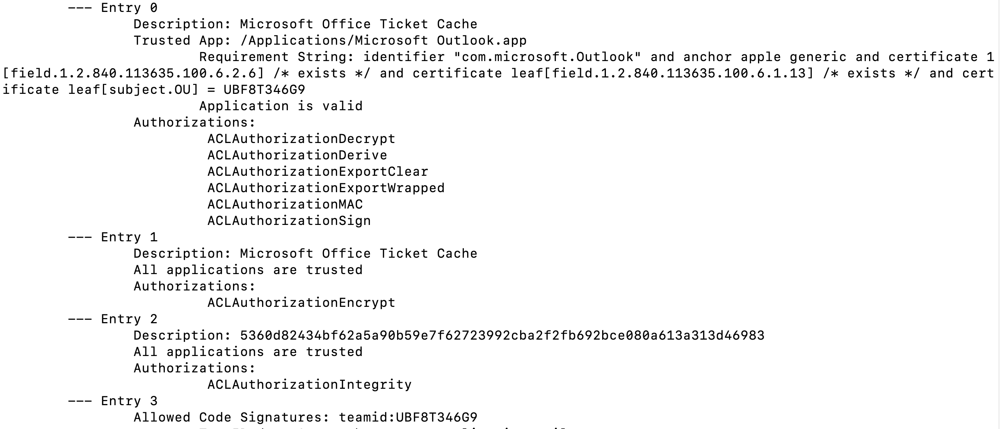 --- Entry 0
Description: Microsoft Office Ticket Cache
Trusted App: /Applications/Microsoft Outlook.app
Requirement String: identifier "com.microsoft.Outlook" and anchor apple generic and certificate 1
[field.1.2.840.113635.100.6.2.6] /* exists */ and certificate leaf[field.1.2.840.113635.100.6.1.13] /* exists */ and cert
ificate leaf[subject.OU] = UBF8T346G9
Application is valid
Authorizations:
ACLAuthorizationDecrypt
ACLAuthorizationDerive
ACLAuthorizationExportClear
ACLAuthorizationExportWrapped
ACLAuthorizationMAC
ACLAuthorizationSign
--- Entry 1
Description: Microsoft Office Ticket Cache
All applications are trusted
Authorizations:
ACLAuthorizationEncrypt
--- Entry 2
Description: 5360d82434bf62a5a90b59e7f62723992cba2f2fb692bce080a613a313d46983
All applications are trusted
Authorizations:
ACLAuthorizationIntegrity
--- Entry 3
Allowed Code Signatures: teamid:UBF8T346G9